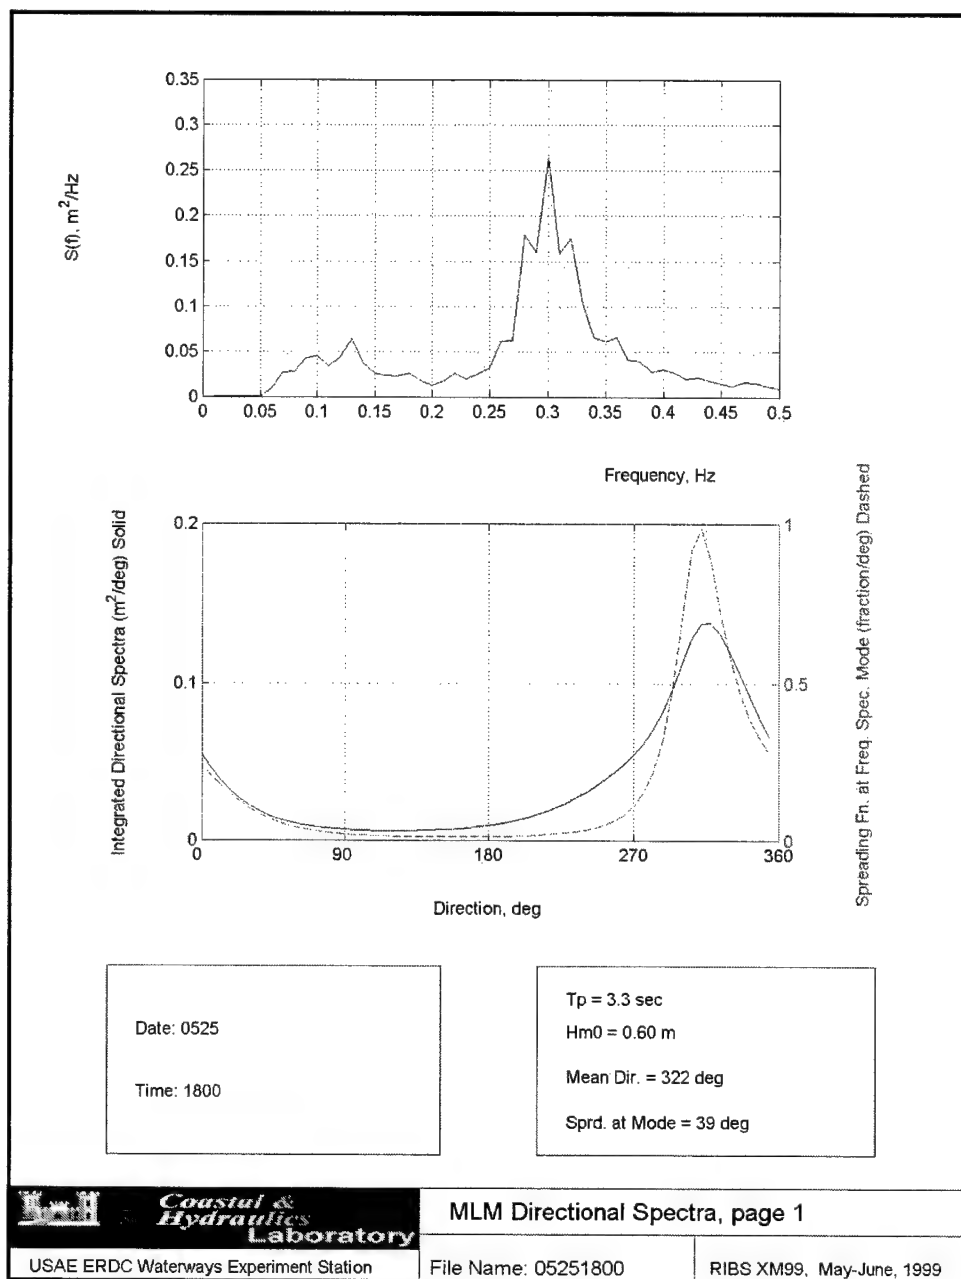 0.35
0.3
0.25
0.2
0.15
0.1
0.05
0
S(f), m²/Hz
0 0.05 0.1 0.15 0.2 0.25 0.3 0.35 0.4 0.45 0.5
Frequency, Hz
Integrated Directional Spectra (m²/deg) Solid
0.2
0.1
0
1
0.5
0
Spreading Fn. at Freq. Spec. Mode (fraction/deg) Dashed
0 90 180 270 360
Direction, deg
Date: 0525
Time: 1800
Tp = 3.3 sec
Hm0 = 0.60 m
Mean Dir. = 322 deg
Sprd. at Mode = 39 deg
Coastal &
Hydraulics
Laboratory
USAE ERDC Waterways Experiment Station
MLM Directional Spectra, page 1
File Name: 05251800
RIBS XM99, May-June, 1999